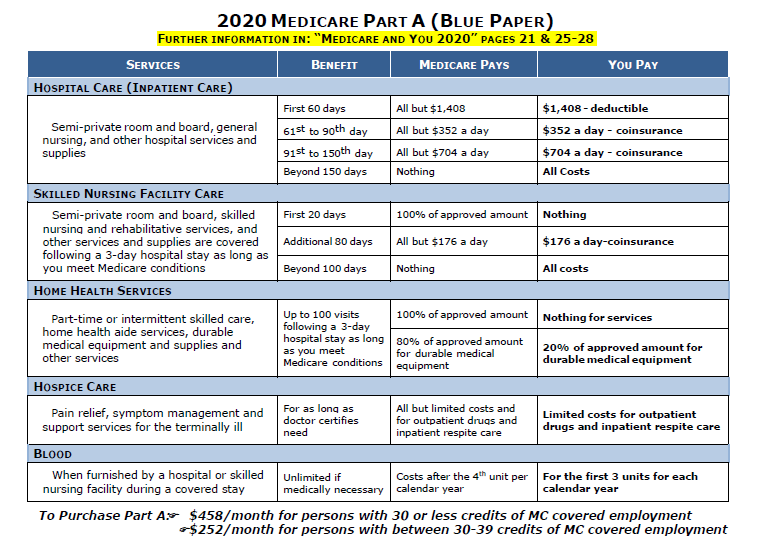 2020 MEDICARE PART A (BLUE PAPER)
FURTHER INFORMATION IN: "MEDICARE AND YOU 2020" PAGES 21 & 25-28
SERVICES BENEFIT MEDICARE PAYS YOU PAY
HOSPITAL CARE (INPATIENT CARE)
Semi-private room and board, general
nursing, and other hospital services and
supplies
First 60 days All but $1,408 $1,408 - deductible
61st to 90th day All but $352 a day $352 a day - coinsurance
91st to 150th day All but $704 a day $704 a day - coinsurance
Beyond 150 days Nothing All Costs
SKILLED NURSING FACILITY CARE
Semi-private room and board, skilled
nursing and rehabilitative services, and
other services and supplies are covered
following a 3-day hospital stay as long as
you meet Medicare conditions
First 20 days 100% of approved amount Nothing
Additional 80 days All but $176 a day $176 a day-coinsurance
Beyond 100 days Nothing All costs
HOME HEALTH SERVICES
Part-time or intermittent skilled care,
home health aide services, durable
medical equipment and supplies and
other services
Up to 100 visits
following a 3-day
hospital stay as long
as you meet
Medicare conditions
100% of approved amount Nothing for services
80% of approved amount
for durable medical
equipment
20% of approved amount for
durable medical equipment
HOSPICE CARE
Pain relief, symptom management and
support services for the terminally ill
For as long as
doctor certifies
need
All but limited costs and
for outpatient drugs and
inpatient respite care
Limited costs for outpatient
drugs and inpatient respite care
BLOOD
When furnished by a hospital or skilled
nursing facility during a covered stay
Unlimited if
medically necessary
Costs after the 4th unit per
calendar year
For the first 3 units for each
calendar year
To Purchase Part A:☞ $458/month for persons with 30 or less credits of MC covered employment
☞$252/month for persons with between 30-39 credits of MC covered employment